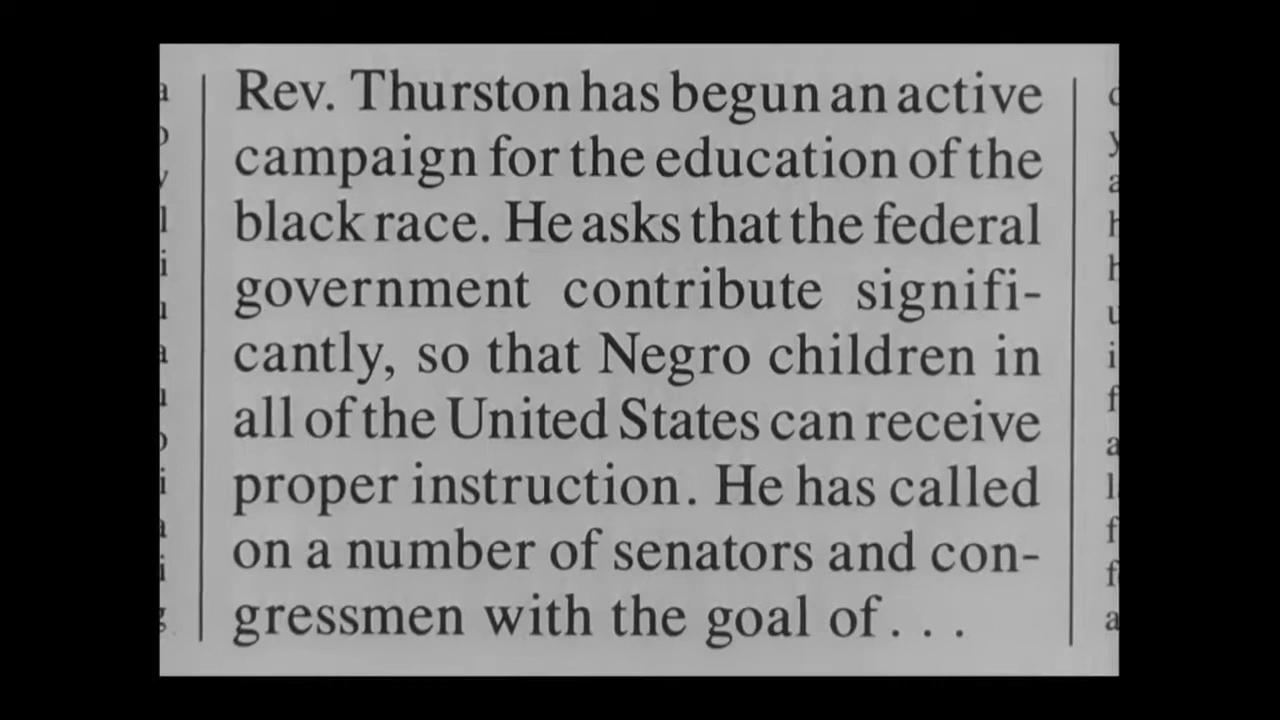 Rev. Thurston has begun an active
campaign for the education of the
black race. He asks that the federal
government contribute signifi-
cantly, so that Negro children in
all of the United States can receive
proper instruction. He has called
on a number of senators and con-
gressmen with the goal of . . .